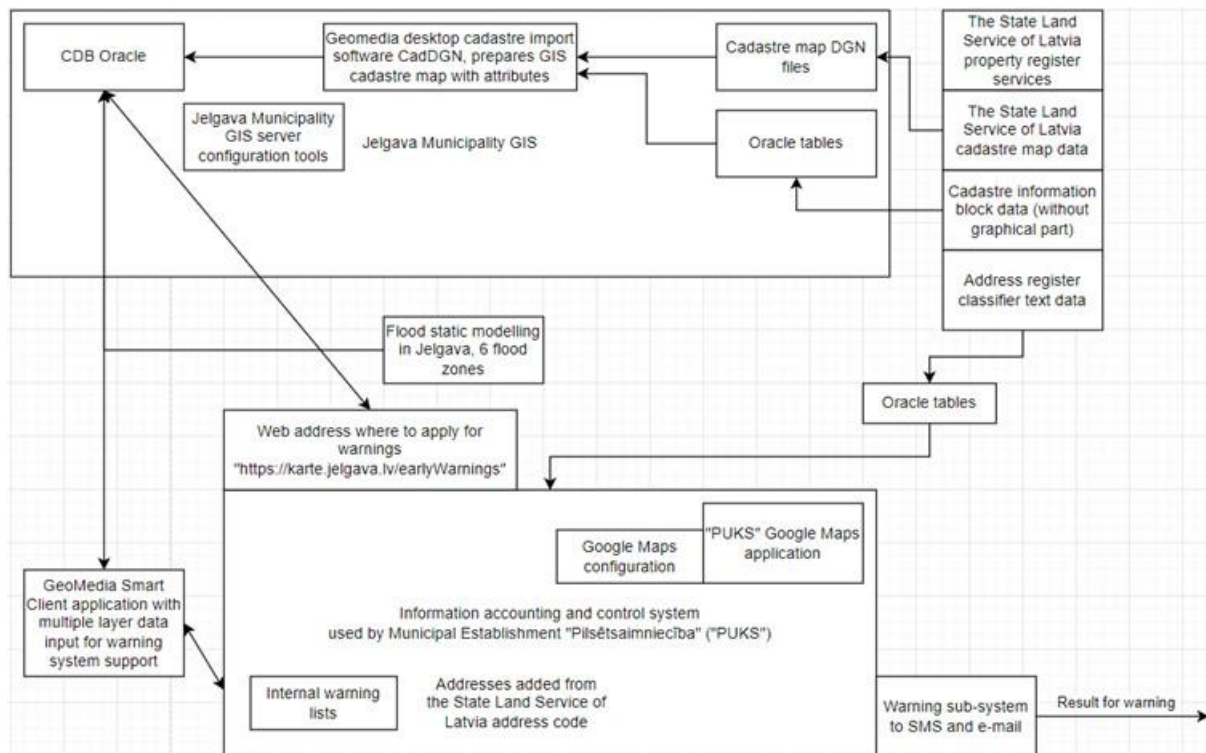 CDB Oracle
Geomedia desktop cadastre import
software CadDGN, prepares GIS
cadastre map with attributes
Cadastre map DGN
files
The State Land
Service of Latvia
property register
services
Jelgava Municipality
GIS server
configuration tools
Jelgava Municipality GIS
Oracle tables
The State Land
Service of Latvia
cadastre map data
Cadastre information
block data (without
graphical part)
Address register
classifier text data
Flood static modelling
in Jelgava, 6 flood
zones
Oracle tables
Web address where to apply for
warnings
"https://karte.jelgava.lv/earlyWarnings"
Google Maps
configuration
"PUKS" Google Maps
application
GeoMedia Smart
Client application with
multiple layer data
input for warning
system support
Information accounting and control system
used by Municipal Establishment "Pilsētsaimniecība" ("PUKS")
Internal warning
lists
Addresses added from
the State Land Service of
Latvia address code
Warning sub-system
to SMS and e-mail
Result for warning